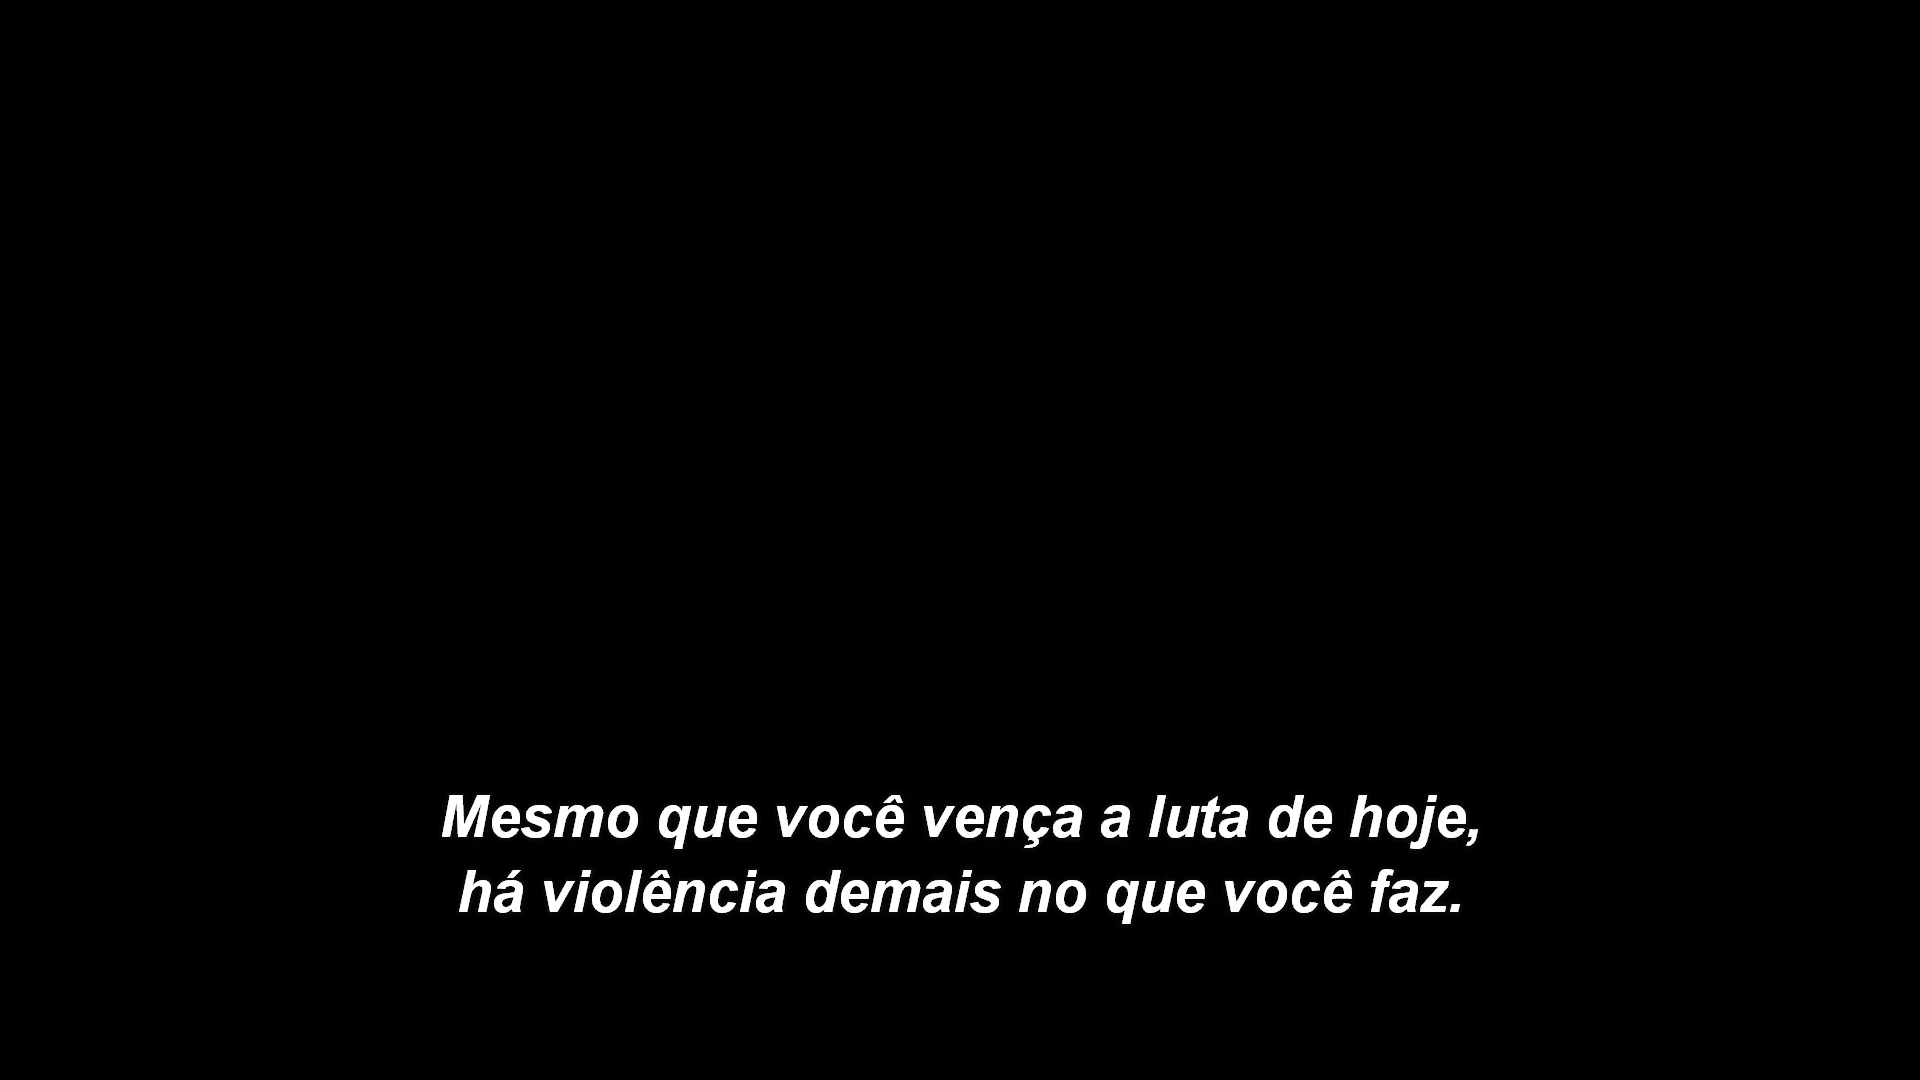 Mesmo que você vença a luta de hoje,
há violência demais no que você faz.